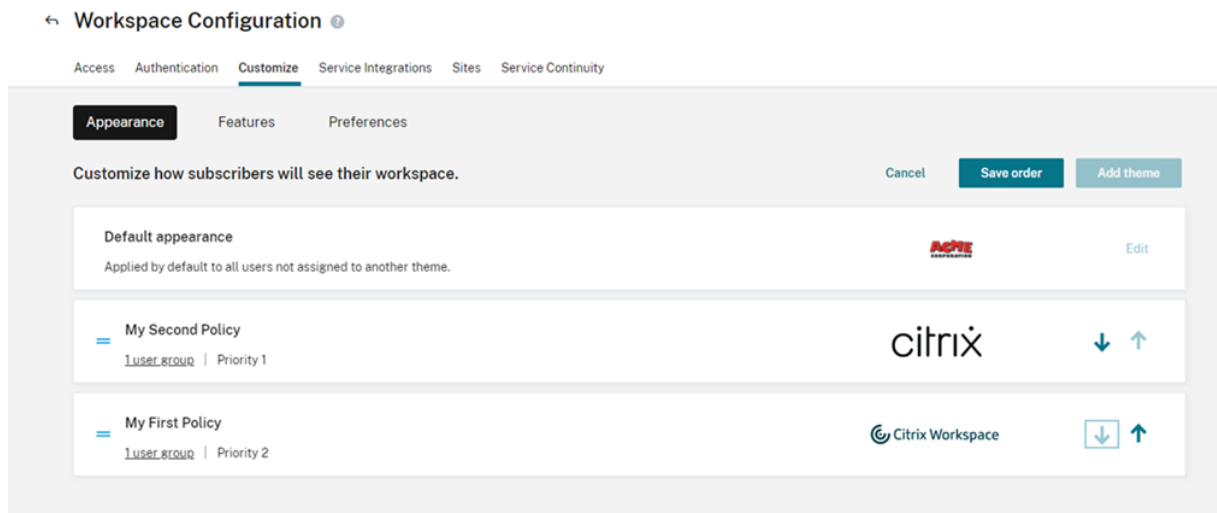 Workspace Configuration ?
Access Authentication Customize Service Integrations Sites Service Continuity
Appearance Features Preferences
Customize how subscribers will see their workspace. Cancel Save order Add theme
Default appearance
ACME
CORPORATION
Edit
Applied by default to all users not assigned to another theme.
My Second Policy
1 user group | Priority 1
citrix
My First Policy
1 user group | Priority 2
Citrix Workspace